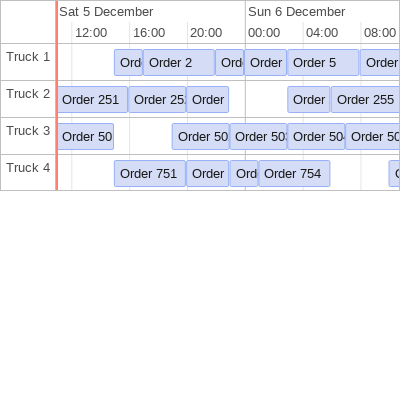 Sat 5 December Sun 6 December
12:00 16:00 20:00 00:00 04:00 08:00
Truck 1 Ord Order 2 Ord Order Order 5 Order
Truck 2 Order 251 Order 25 Order Order Order 255
Truck 3 Order 50 Order 50 Order 50 Order 50 Order 50
Truck 4 Order 751 Order Ord Order 754